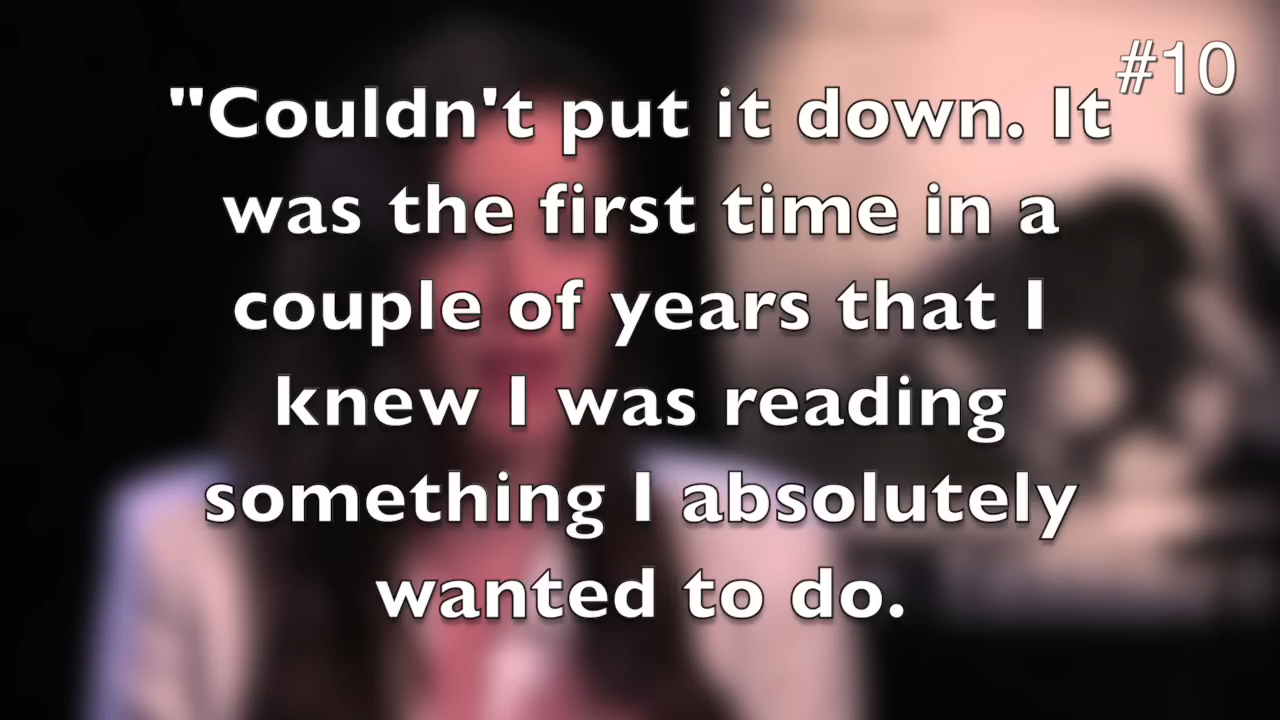 #10
"Couldn't put it down. It
was the first time in a
couple of years that I
knew I was reading
something I absolutely
wanted to do.